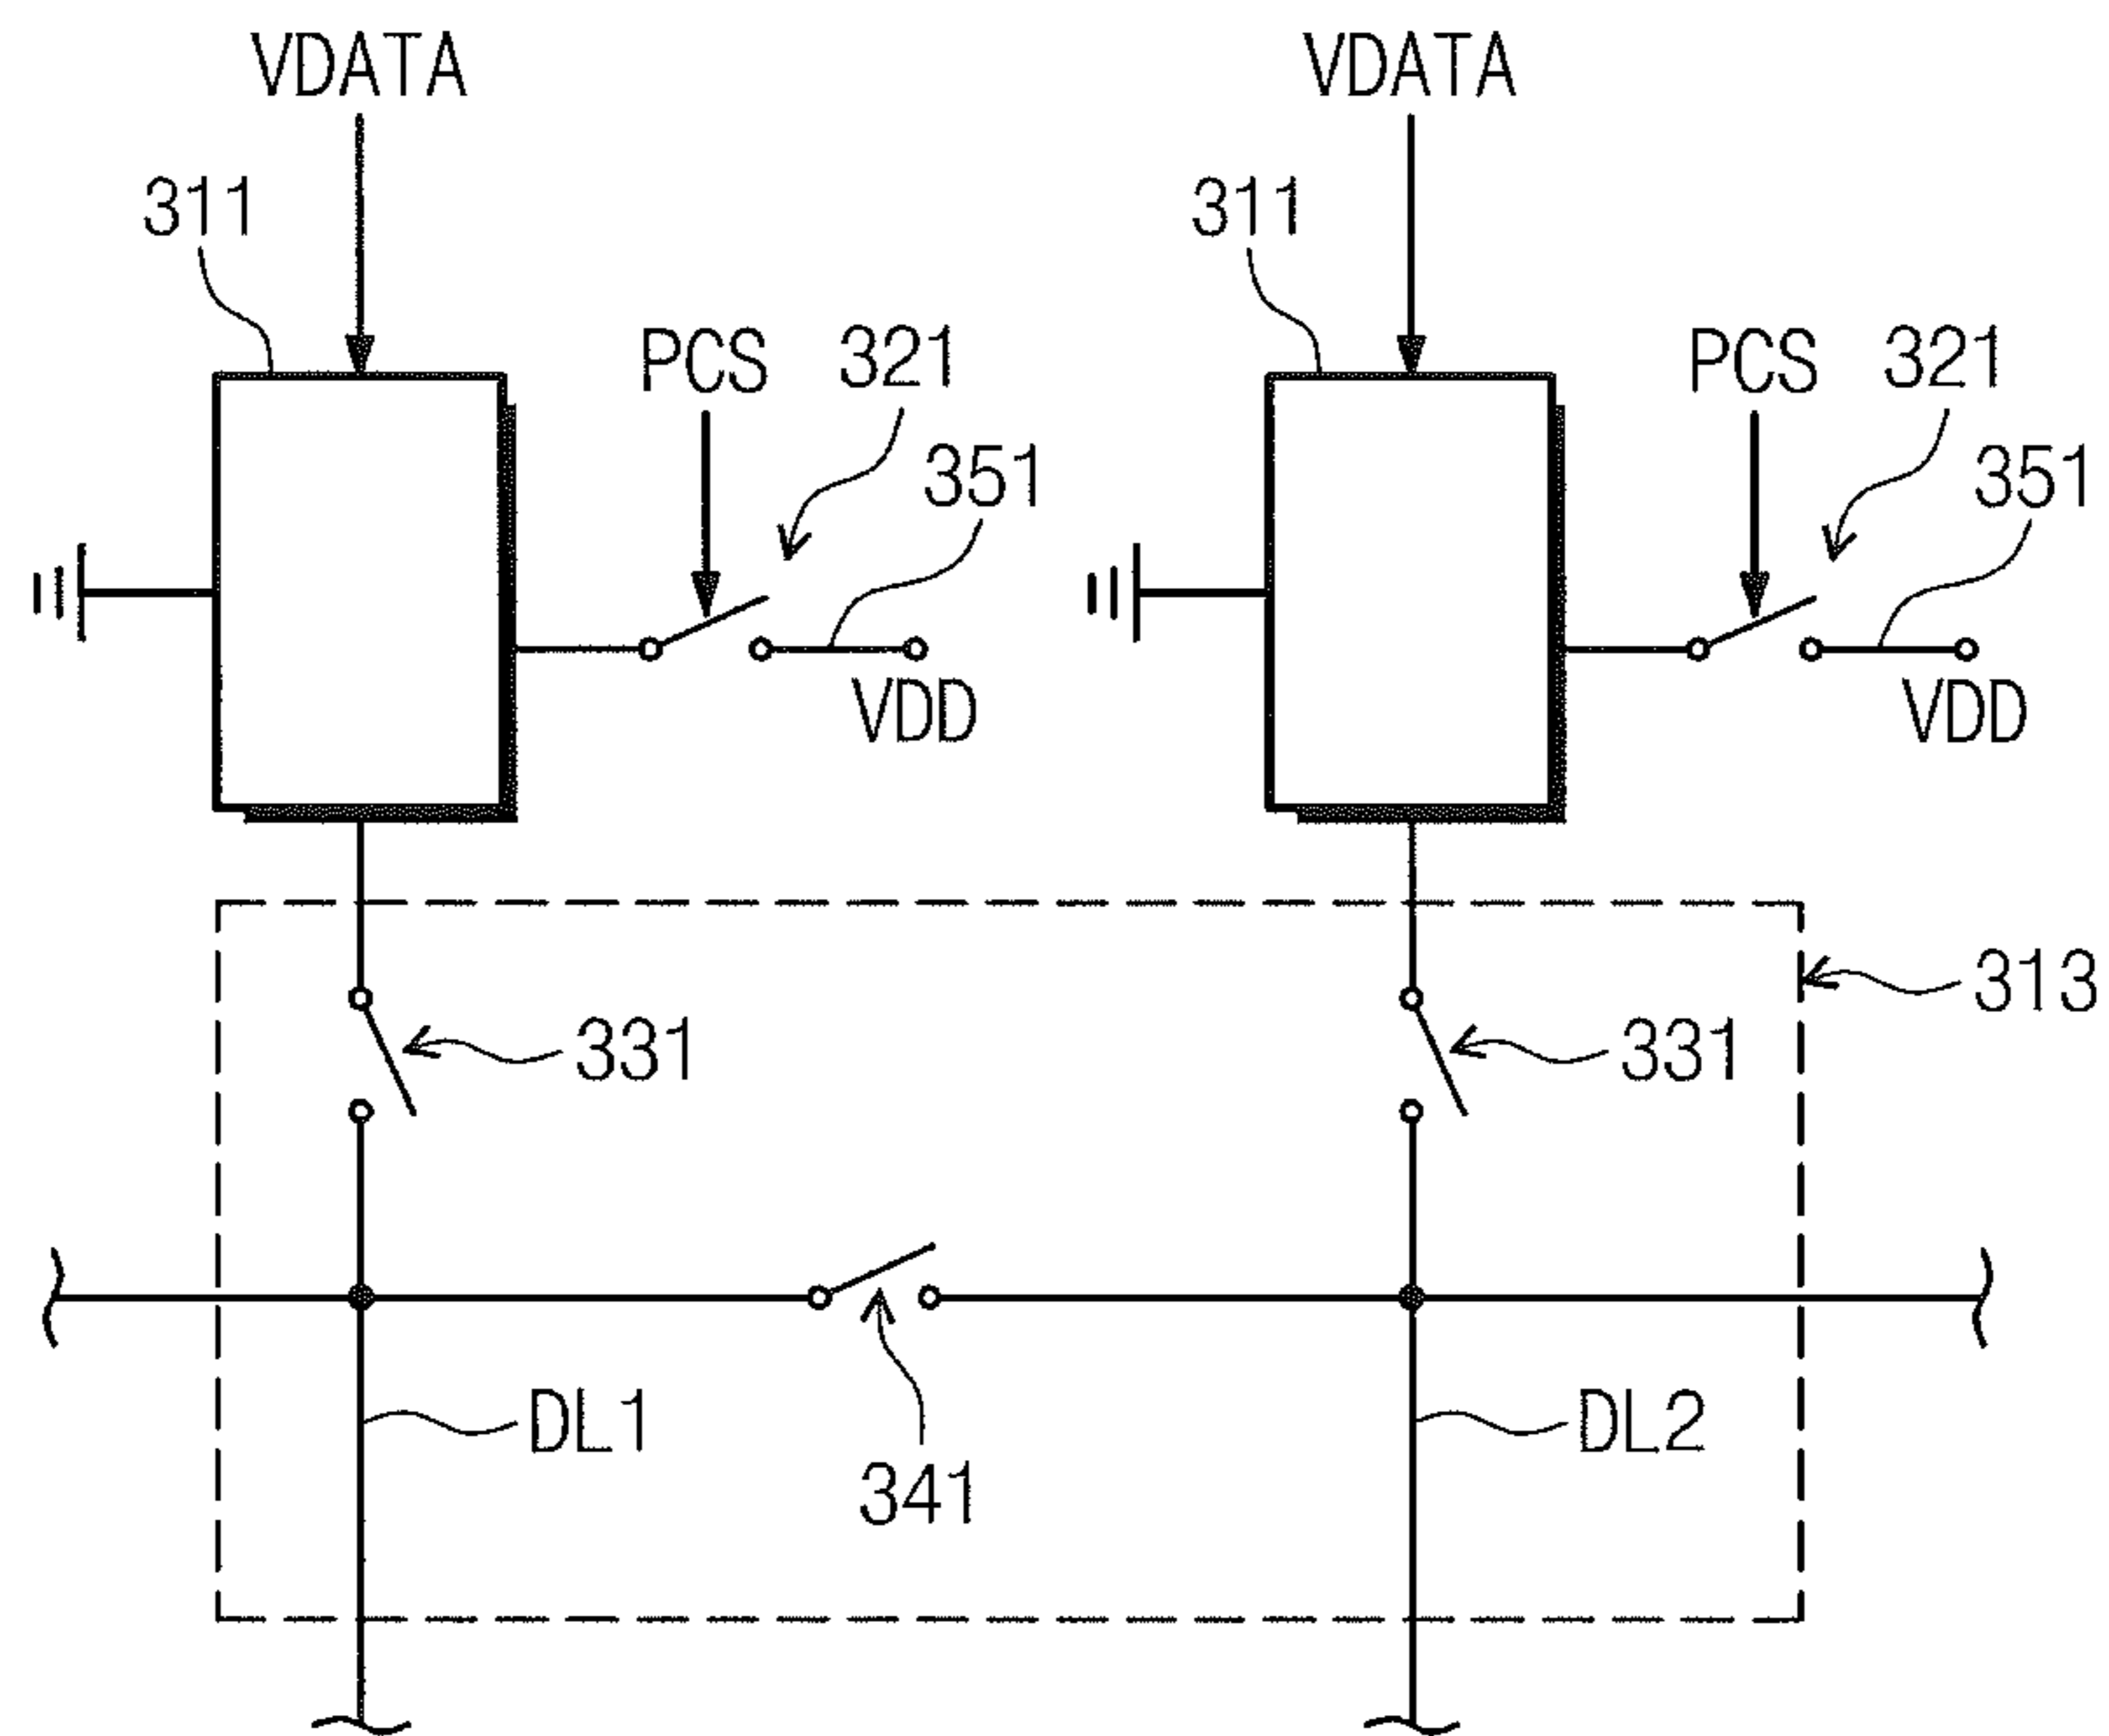 VDATA VDATA
311 311
PCS 321 PCS 321
351 351
VDD VDD
313
331 331
DL1 DL2
341